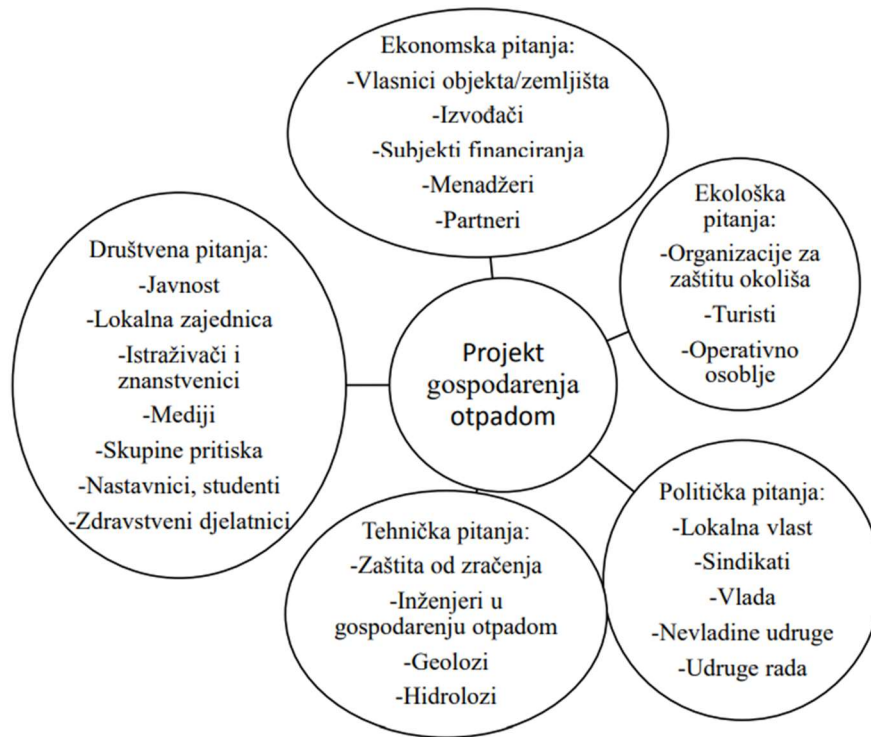 Ekonomska pitanja:
-Vlasnici objekta/zemljišta
-Izvođači
-Subjekti financiranja
-Menadžeri
-Partneri
Ekološka
pitanja:
-Organizacije za
zaštitu okoliša
-Turisti
-Operativno
osoblje
Društvena pitanja:
-Javnost
-Lokalna zajednica
-Istraživači i
znanstvenici
-Mediji
-Skupine pritiska
-Nastavnici, studenti
-Zdravstveni djelatnici
Projekt
gospodarenja
otpadom
Politička pitanja:
-Lokalna vlast
-Sindikati
-Vlada
-Nevladine udruge
-Udruge rada
Tehnička pitanja:
-Zaštita od zračenja
-Inženjeri u
gospodarenju otpadom
-Geolozi
-Hidrolozi